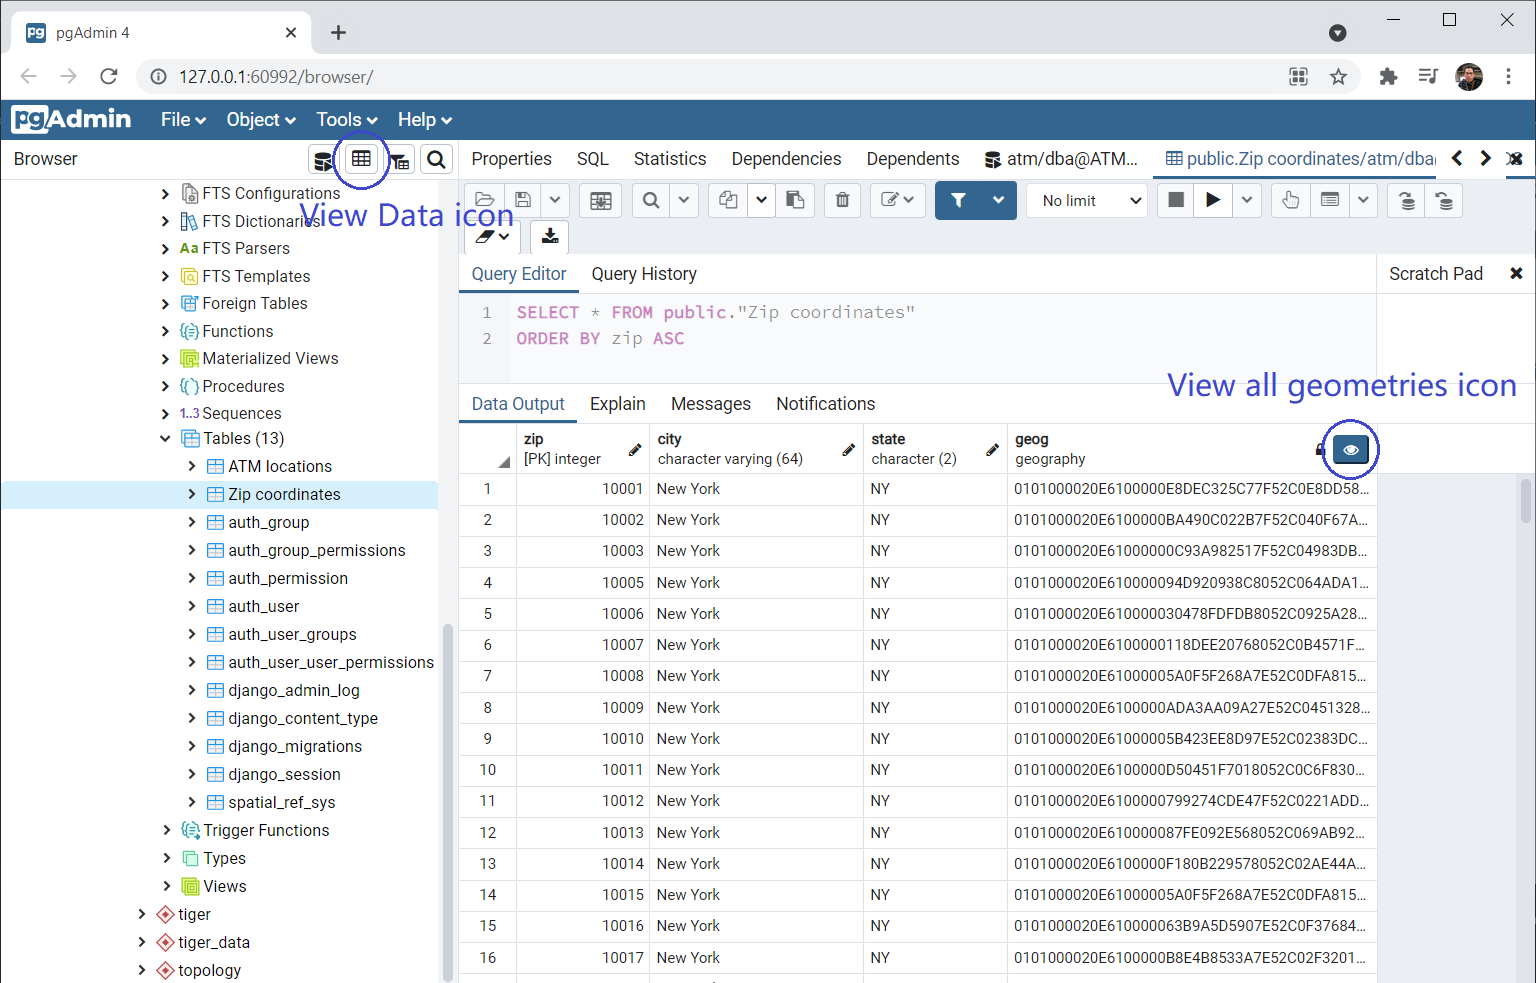 pgAdmin 4
127.0.0.1:60992/browser/
pgAdmin File Object Tools Help
Browser
Properties SQL Statistics Dependencies Dependents atm/dba@ATM... public.Zip coordinates/atm/dba
View Data icon
No limit
FTS Configurations
FTS Dictionaries
Aa FTS Parsers
FTS Templates
Foreign Tables
Functions
Materialized Views
Procedures
1..3 Sequences
Tables (13)
ATM locations
Zip coordinates
auth_group
auth_group_permissions
auth_permission
auth_user
auth_user_groups
auth_user_user_permissions
django_admin_log
django_content_type
django_migrations
django_session
spatial_ref_sys
Trigger Functions
Types
Views
tiger
tiger_data
topology
Query Editor Query History
Scratch Pad
1 SELECT * FROM public."Zip coordinates"
2 ORDER BY zip ASC
View all geometries icon
Data Output Explain Messages Notifications
zip city state geog
[PK] integer character varying (64) character (2) geography
1 10001 New York NY 0101000020E6100000E8DEC325C77F52C0E8DD58...
2 10002 New York NY 0101000020E6100000BA490C022B7F52C040F67A...
3 10003 New York NY 0101000020E61000000C93A982517F52C04983DB...
4 10005 New York NY 0101000020E610000094D920938C8052C064ADA1...
5 10006 New York NY 0101000020E610000030478FDFDB8052C0925A28...
6 10007 New York NY 0101000020E6100000118DEE20768052C0B4571F...
7 10008 New York NY 0101000020E61000005A0F5F268A7E52C0DFA815...
8 10009 New York NY 0101000020E6100000ADA3AA09A27E52C0451328...
9 10010 New York NY 0101000020E61000005B423EE8D97E52C02383DC...
10 10011 New York NY 0101000020E6100000D50451F7018052C0C6F830...
11 10012 New York NY 0101000020E6100000799274CDE47F52C0221ADD...
12 10013 New York NY 0101000020E610000087FE092E568052C069AB92...
13 10014 New York NY 0101000020E6100000F180B229578052C02AE44A...
14 10015 New York NY 0101000020E61000005A0F5F268A7E52C0DFA815...
15 10016 New York NY 0101000020E610000063B9A5D5907E52C0F37684...
16 10017 New York NY 0101000020E6100000B8E4B8533A7E52C02F3201...